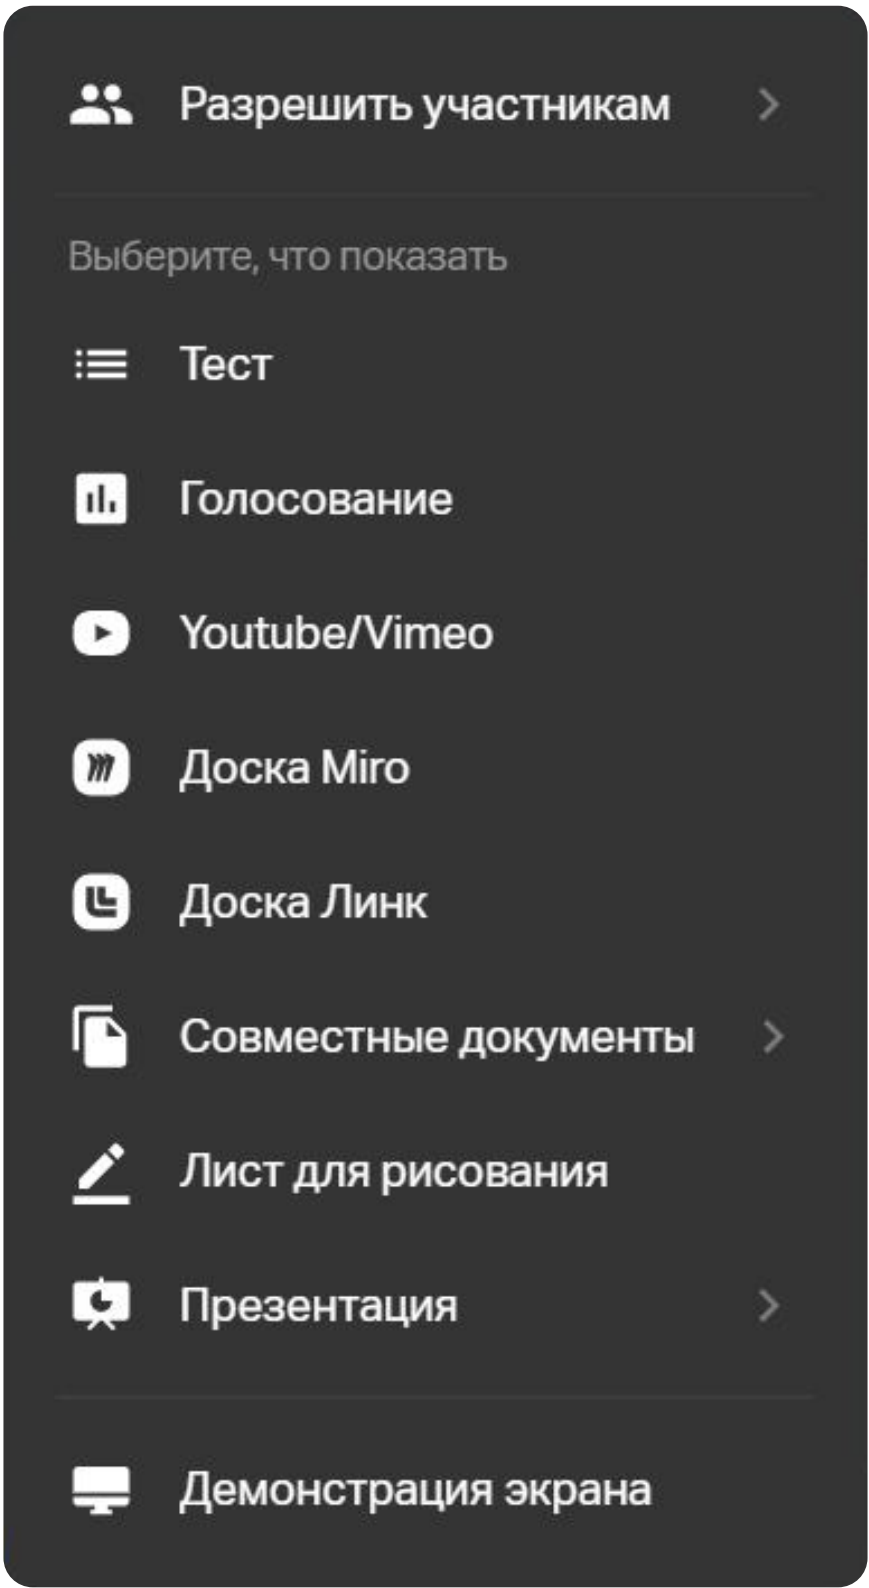 Разрешить участникам
Выберите, что показать
Тест
Голосование
Youtube/Vimeo
Доска Miro
Доска Линк
Совместные документы
Лист для рисования
Презентация
Демонстрация экрана